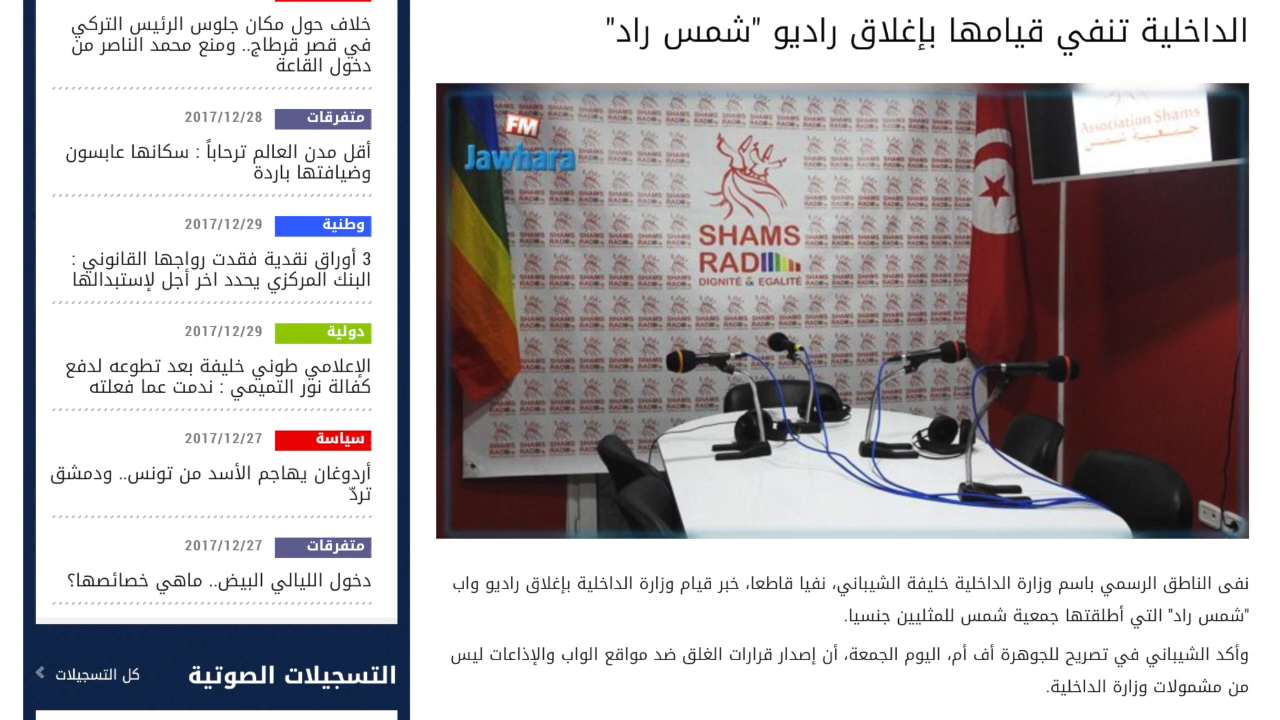 الداخلية تنفي قيامها بإغلاق راديو "شمس راد"
FM
Jawhara
Association Shams
جمعية شمس
SHAMS
RAD
DIGNITÉ & EGALITÉ
نفى الناطق الرسمي باسم وزارة الداخلية خليفة الشيباني، نفيا قاطعا، خبر قيام وزارة الداخلية بإغلاق راديو واب
"شمس راد" التي أطلقتها جمعية شمس للمثليين جنسيا.
وأكد الشيباني في تصريح للجوهرة أف أم، اليوم الجمعة، أن إصدار قرارات الغلق ضد مواقع الواب والإذاعات ليس
من مشمولات وزارة الداخلية.
خلاف حول مكان جلوس الرئيس التركي
في قصر قرطاج.. ومنع محمد الناصر من
دخول القاعة
متفرقات 2017/12/28
أقل مدن العالم ترحاباً : سكانها عابسون
وضيافتها باردة
وطنية 2017/12/29
3 أوراق نقدية فقدت رواجها القانوني :
البنك المركزي يحدد اخر أجل لإستبدالها
دولية 2017/12/29
الإعلامي طوني خليفة بعد تطوعه لدفع
كفالة نور التميمي : ندمت عما فعلته
سياسة 2017/12/27
أردوغان يهاجم الأسد من تونس.. ودمشق
تردّ
متفرقات 2017/12/27
دخول الليالي البيض.. ماهي خصائصها؟
التسجيلات الصوتية
كل التسجيلات